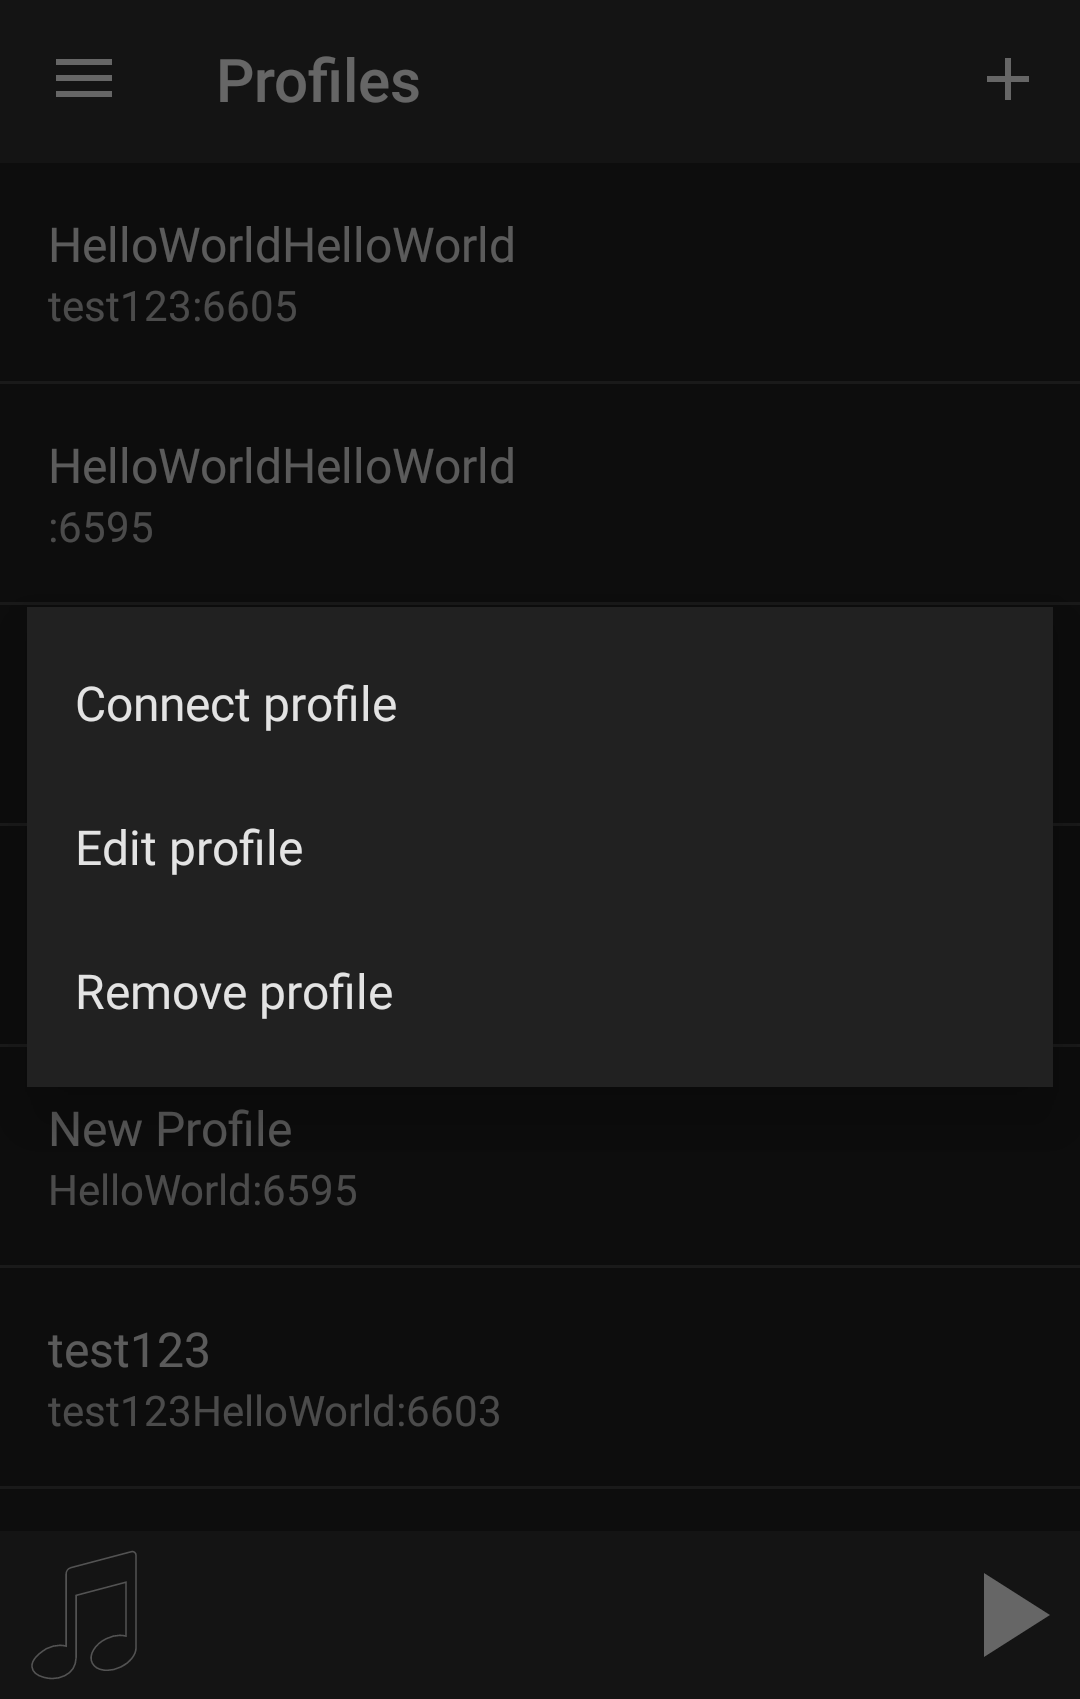 Profiles
HelloWorldHelloWorld
test123:6605
HelloWorldHelloWorld
:6595
Connect profile
Edit profile
Remove profile
New Profile
HelloWorld:6595
test123
test123HelloWorld:6603